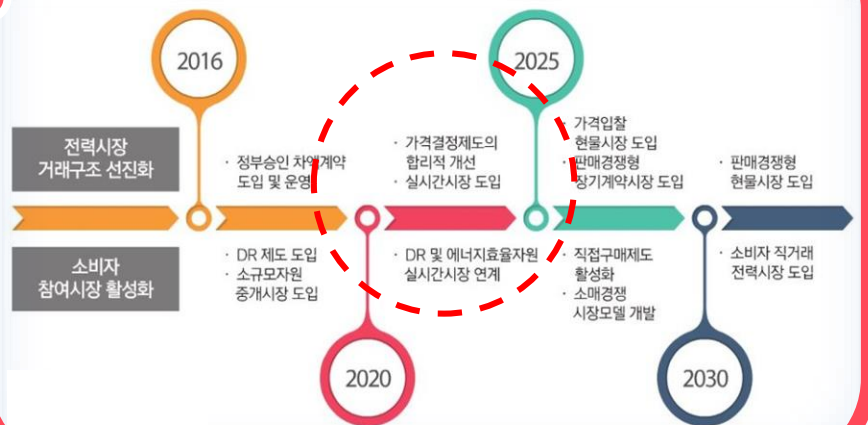 2016
2025
전력시장
거래구조 선진화
· 정부승인 차액계약
도입 및 운영
· 가격결정제도의
합리적 개선
· 실시간시장 도입
· 가격입찰
현물시장 도입
· 판매경쟁형
장기계약시장 도입
· 판매경쟁형
현물시장 도입
소비자
참여시장 활성화
· DR 제도 도입
· 소규모자원
중개시장 도입
· DR 및 에너지효율자원
실시간시장 연계
· 직접구매제도
활성화
· 소매경쟁
시장모델 개발
· 소비자 직거래
전력시장 도입
2020
2030